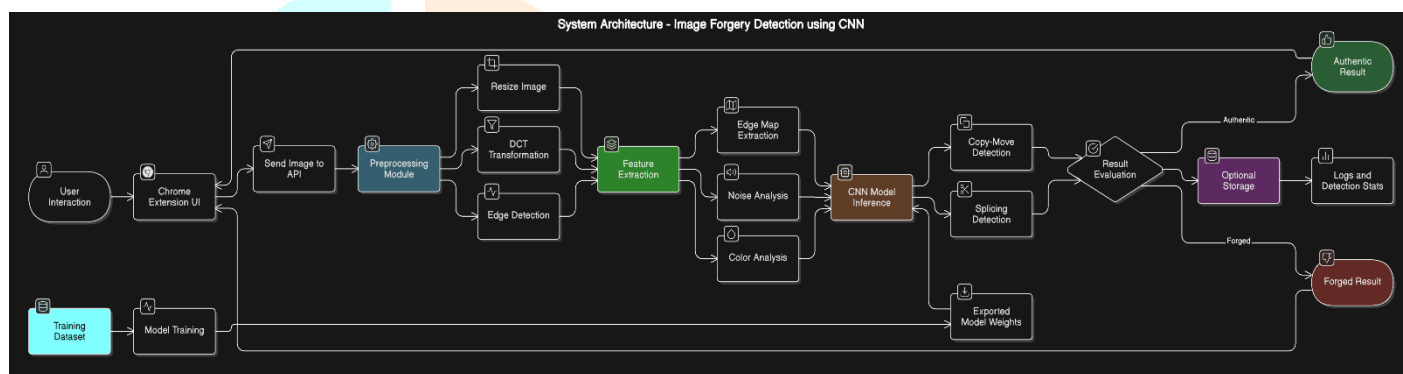 System Architecture - Image Forgery Detection using CNN
Authentic
Result
Resize Image
Authentic
Edge Map
Extraction
Copy-Move
Detection
Send Image to
API
Preprocessing
Module
DCT
Transformation
Feature
Extraction
Result
Evaluation
User
Interaction
Chrome
Extension UI
Noise Analysis
CNN Model
Inference
Optional
Storage
Logs and
Detection Stats
Edge Detection
Splicing
Detection
Color Analysis
Forged
Forged Result
Training
Dataset
Model Training
Exported
Model Weights